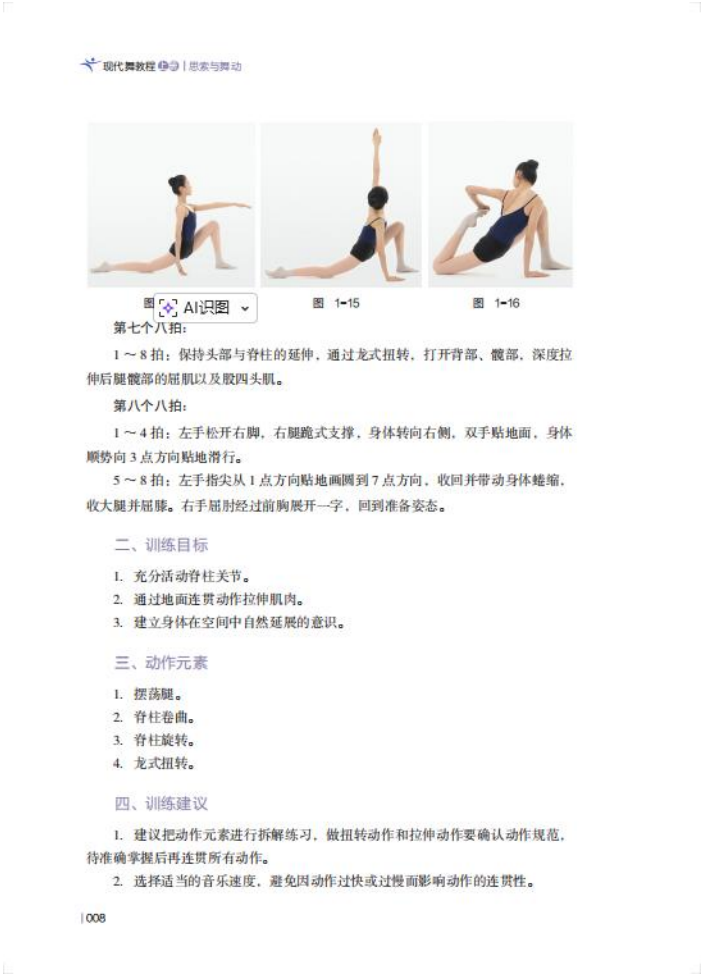 现代舞教程 上册 | 思索与舞动
图
AI识图
图 1-15
图 1-16
第七个八拍：
1～8拍：保持头部与脊柱的延伸，通过龙式扭转，打开背部、髋部，深度拉
伸后腿髋部的屈肌以及股四头肌。
第八个八拍：
1～4拍：左手松开右脚，右腿跪式支撑，身体转向右侧，双手贴地面，身体
顺势向3点方向贴地滑行。
5～8拍：左手指尖从1点方向贴地画圆到7点方向，收回并带动身体蜷缩，
收大腿并屈膝。右手屈肘经过前胸展开一字，回到准备姿态。
二、训练目标
1. 充分活动脊柱关节。
2. 通过地面连贯动作拉伸肌肉。
3. 建立身体在空间中自然延展的意识。
三、动作元素
1. 摆荡腿。
2. 脊柱卷曲。
3. 脊柱旋转。
4. 龙式扭转。
四、训练建议
1. 建议把动作元素进行拆解练习，做扭转动作和拉伸动作要确认动作规范，
待准确掌握后再连贯所有动作。
2. 选择适当的音乐速度，避免因动作过快或过慢而影响动作的连贯性。
| 008